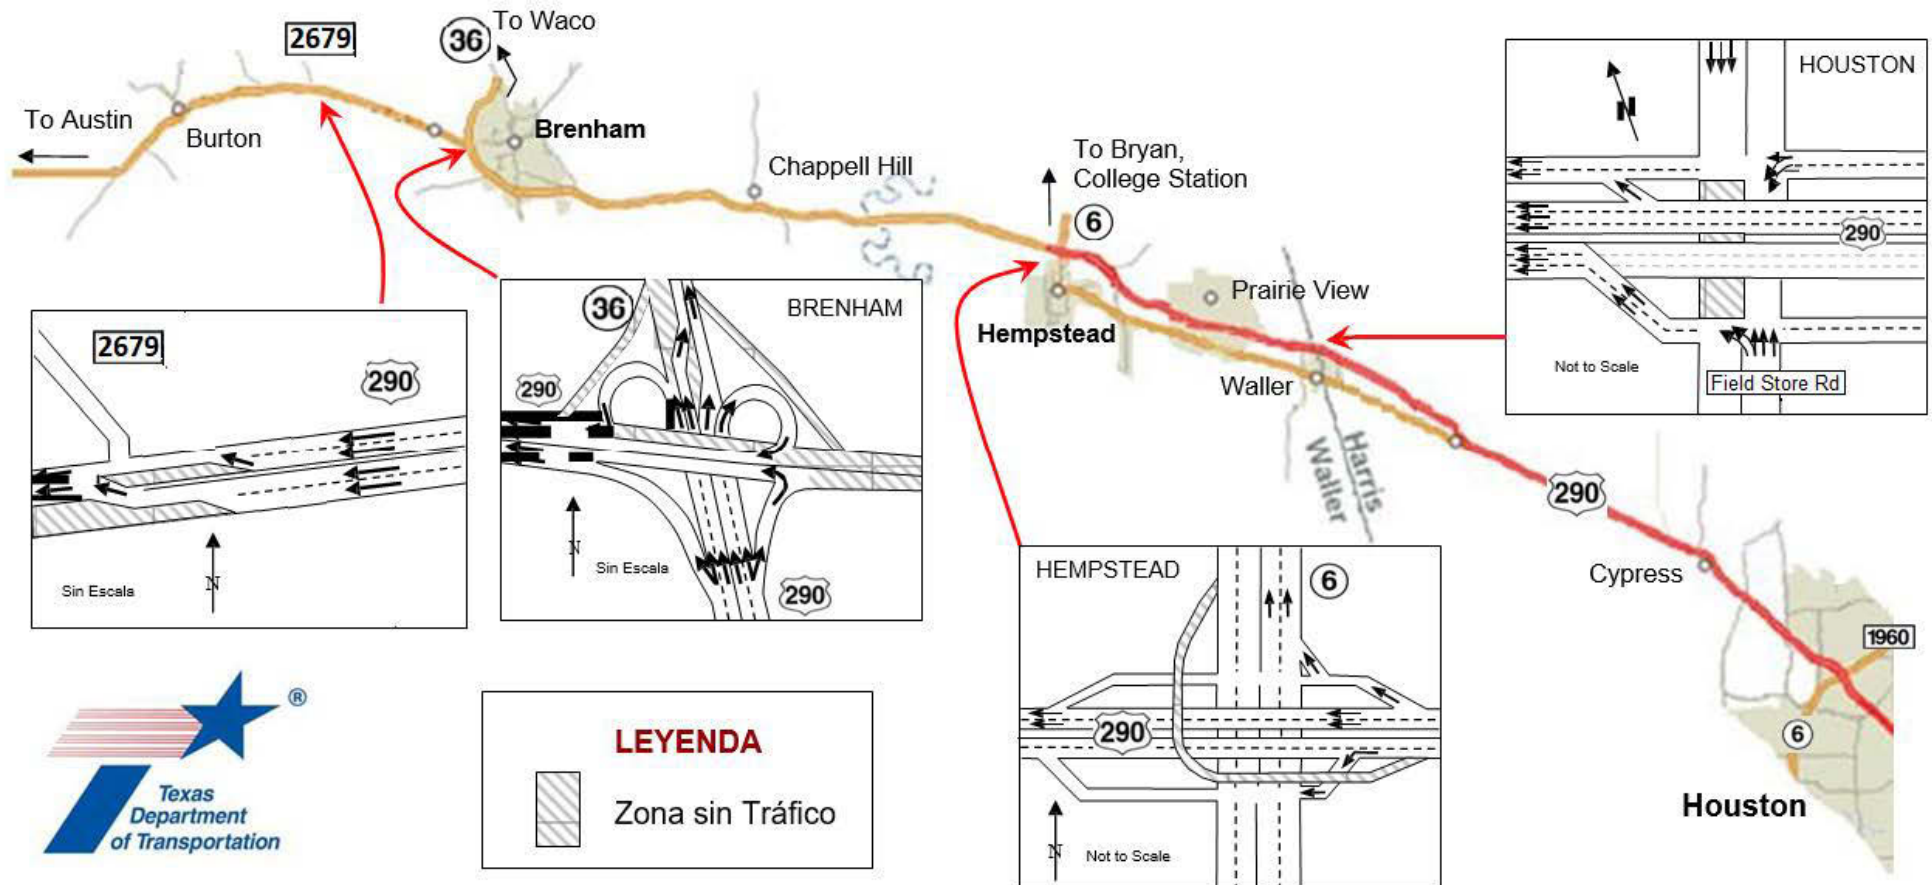 2679
36
To Waco
To Austin
Burton
Brenham
Chappell Hill
To Bryan,
College Station
6
Hempstead
Prairie View
Waller
Harris
Waller
290
Cypress
1960
6
Houston
HOUSTON
N
290
Not to Scale
Field Store Rd
2679
290
N
Sin Escala
36
BRENHAM
290
N
Sin Escala
290
HEMPSTEAD
6
290
N
Not to Scale
®
Texas
Department
of Transportation
LEYENDA
Zona sin Tráfico